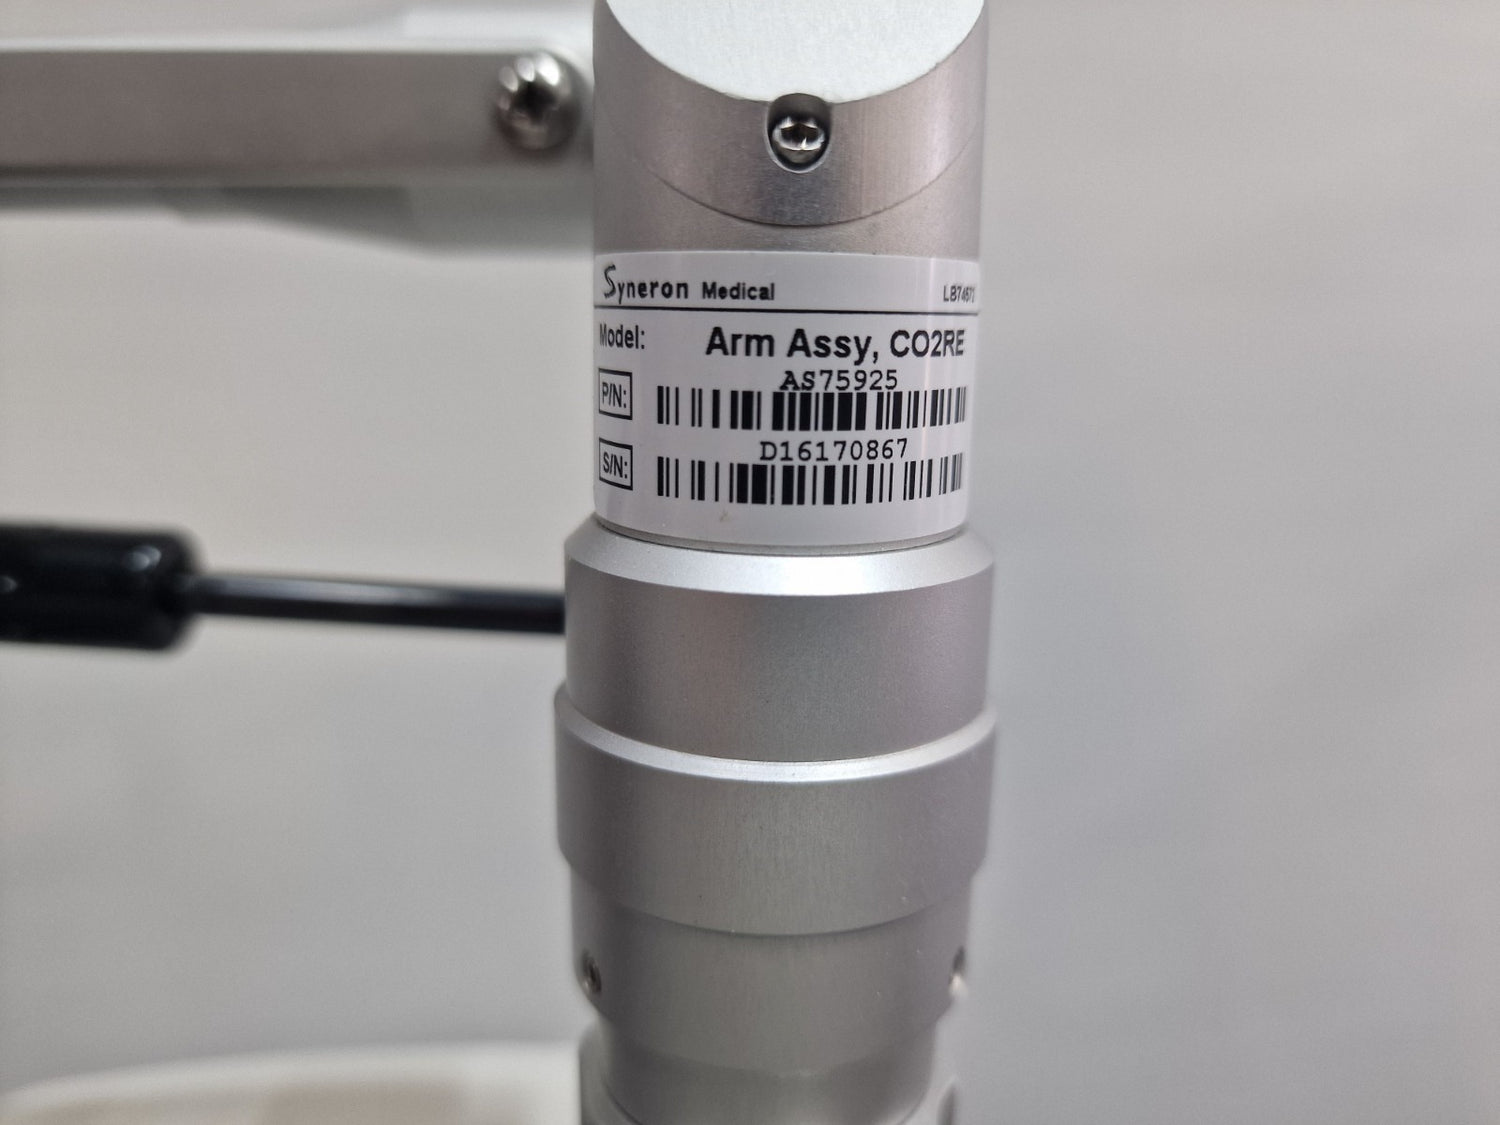 Syneron Medical
Model: Arm Assy, CO2RE
AS75925
P/N:
D16170867
S/N: